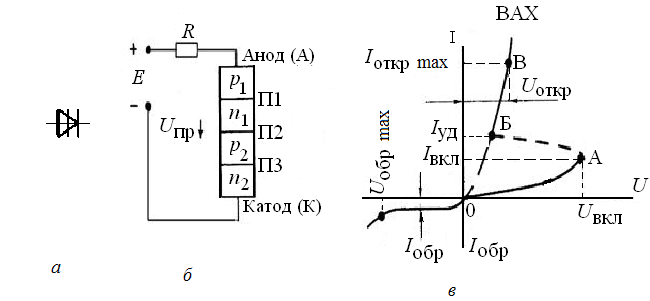 ВАХ
R
Анод (А)
+
E
−
p1
n1
p2
n2
П1
П2
П3
Uпр
Катод (К)
I
Iоткр max
В
Uоткр
Iуд
Б
Iвкл
А
Uобр max
U
0
Uвкл
Iобр
Iобр
а
б
в